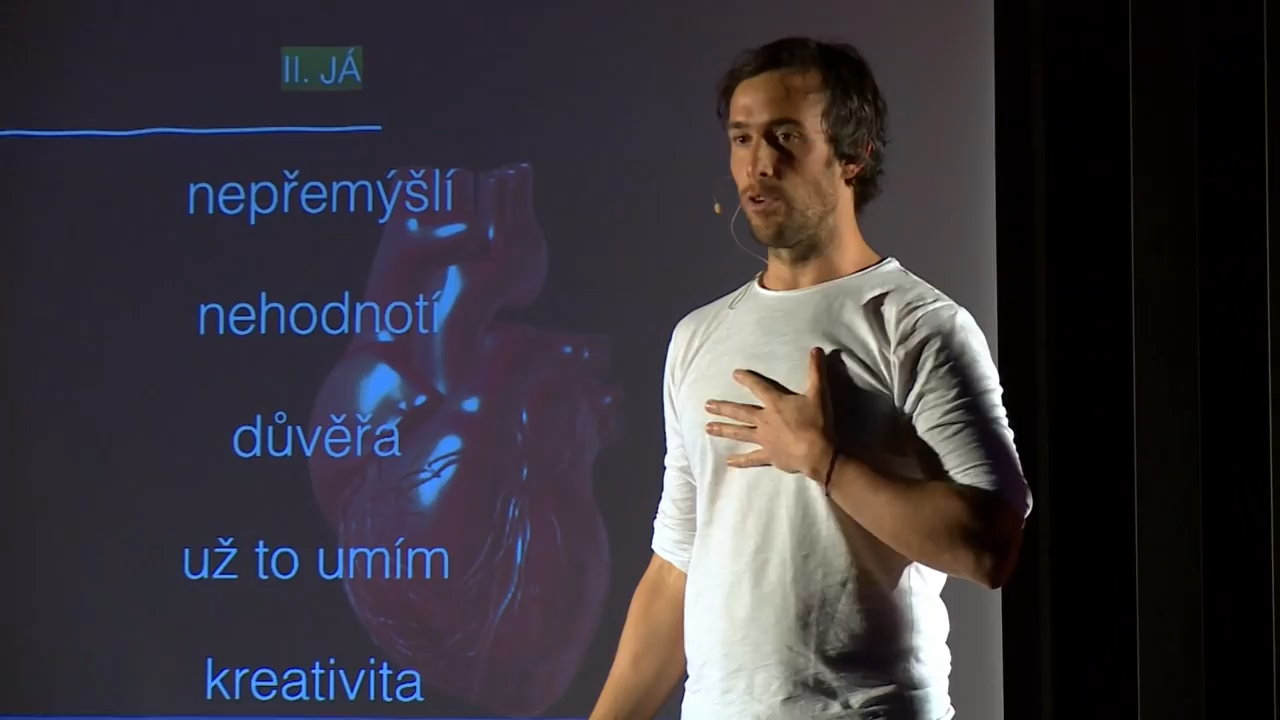 II. JÁ
nepřemýšlí
nehodnotí
důvěřa
už to umím
kreativita